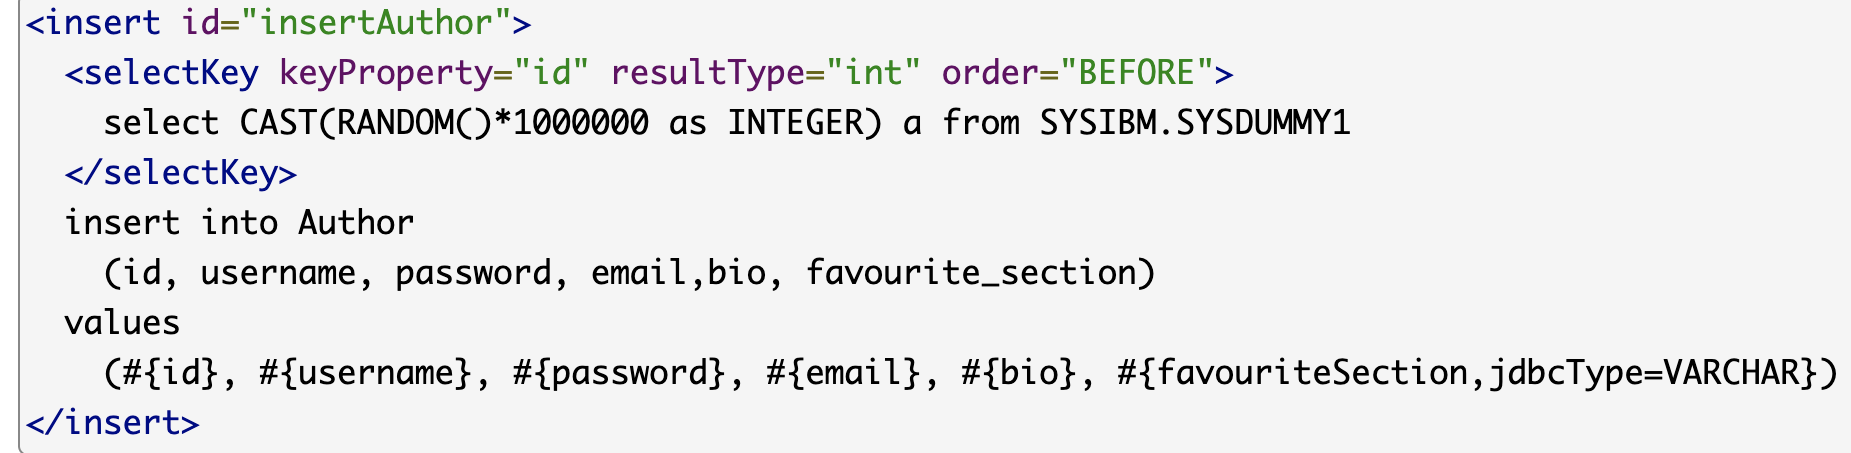 <insert id="insertAuthor">
  <selectKey keyProperty="id" resultType="int" order="BEFORE">
    select CAST(RANDOM()*1000000 as INTEGER) a from SYSIBM.SYSDUMMY1
  </selectKey>
  insert into Author
    (id, username, password, email,bio, favourite_section)
  values
    (#{id}, #{username}, #{password}, #{email}, #{bio}, #{favouriteSection,jdbcType=VARCHAR})
</insert>